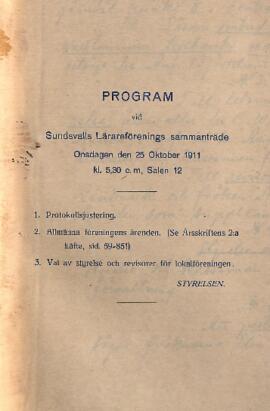 PROGRAM
vid
Sundsvalls Lärareförenings sammanträde
Onsdagen den 25 Oktober 1911
kl. 5,30 e. m, Salen 12
1. Protokollsjustering.
2. Allmänna föreningens ärenden. (Se Årsskriftens 2:a
häfte, sid. 59-851)
3. Val av styrelse och revisorer för lokalföreningen.
STYRELSEN.